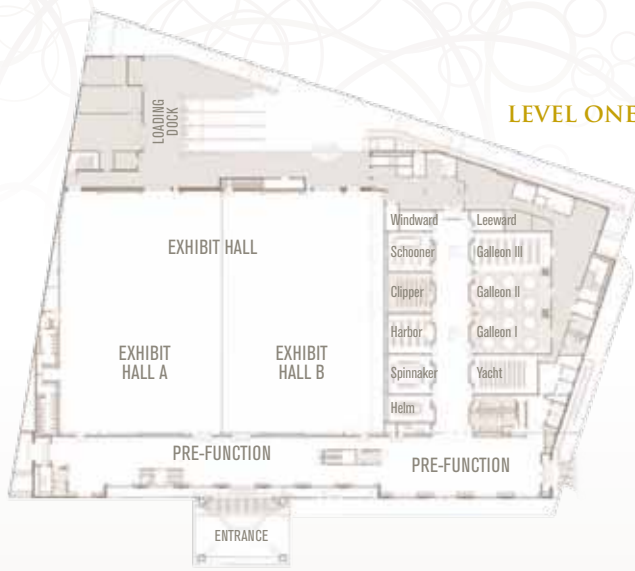 LEVEL ONE
LOADING
DOCK
Windward
Leeward
EXHIBIT HALL
Schooner
Galleon III
Clipper
Galleon II
Harbor
Galleon I
EXHIBIT
HALL A
EXHIBIT
HALL B
Spinnaker
Yacht
Helm
PRE-FUNCTION
PRE-FUNCTION
ENTRANCE